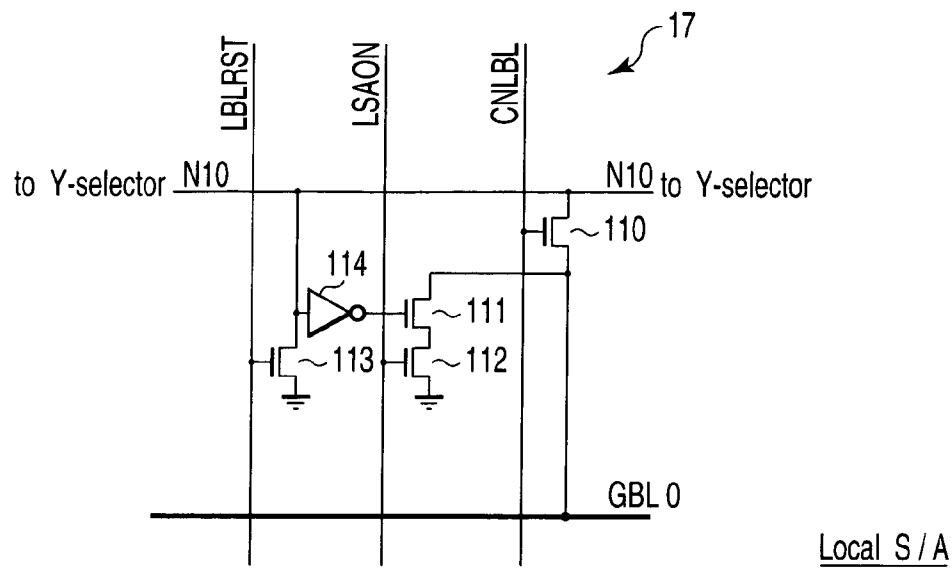 17
LBLRST
LSAON
CNLBL
to Y-selector N10
N10 to Y-selector
110
114
111
113
112
GBL 0
Local S / A